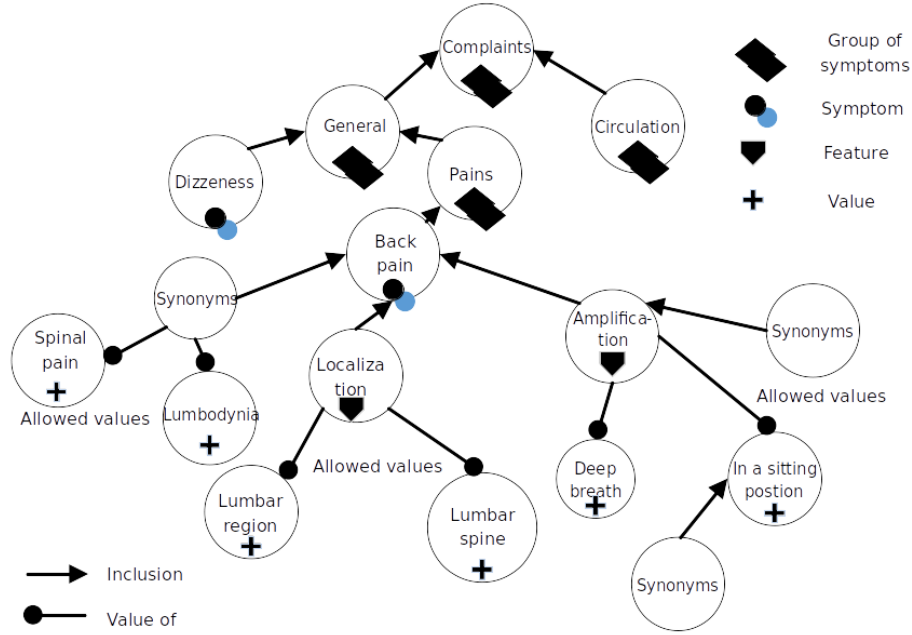 Complaints
Group of
symptoms
General
Circulation
Symptom
Feature
Dizzeness
Pains
Value
Back
pain
Synonyms
Amplifica-
tion
Synonyms
Spinal
pain
Localiza
tion
Allowed values
Allowed values
Lumbodynia
Allowed values
Deep
breath
In a sitting
postion
Lumbar
region
Lumbar
spine
Inclusion
Synonyms
Value of